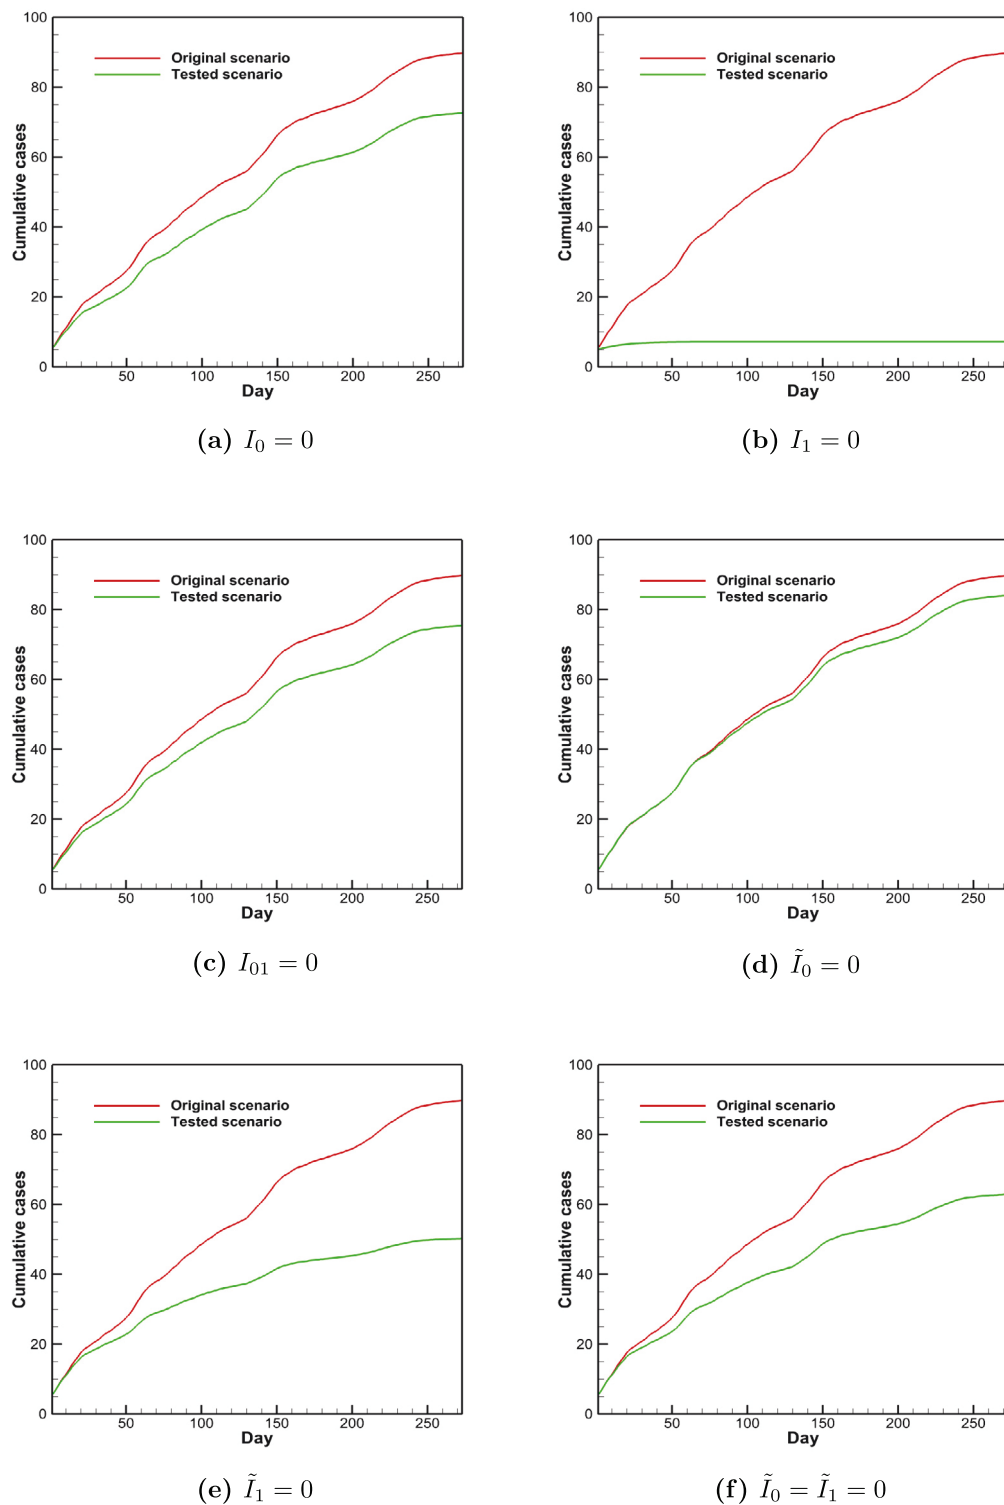 100
80
60
40
20
0
Cumulative cases
Original scenario
Tested scenario
50 100 150 200 250
Day
(a) I₀ = 0
100
80
60
40
20
0
Cumulative cases
Original scenario
Tested scenario
50 100 150 200 250
Day
(b) I₁ = 0
100
80
60
40
20
0
Cumulative cases
Original scenario
Tested scenario
50 100 150 200 250
Day
(c) I₀₁ = 0
100
80
60
40
20
0
Cumulative cases
Original scenario
Tested scenario
50 100 150 200 250
Day
(d) Ĩ₀ = 0
100
80
60
40
20
0
Cumulative cases
Original scenario
Tested scenario
50 100 150 200 250
Day
(e) Ĩ₁ = 0
100
80
60
40
20
0
Cumulative cases
Original scenario
Tested scenario
50 100 150 200 250
Day
(f) Ĩ₀ = Ĩ₁ = 0